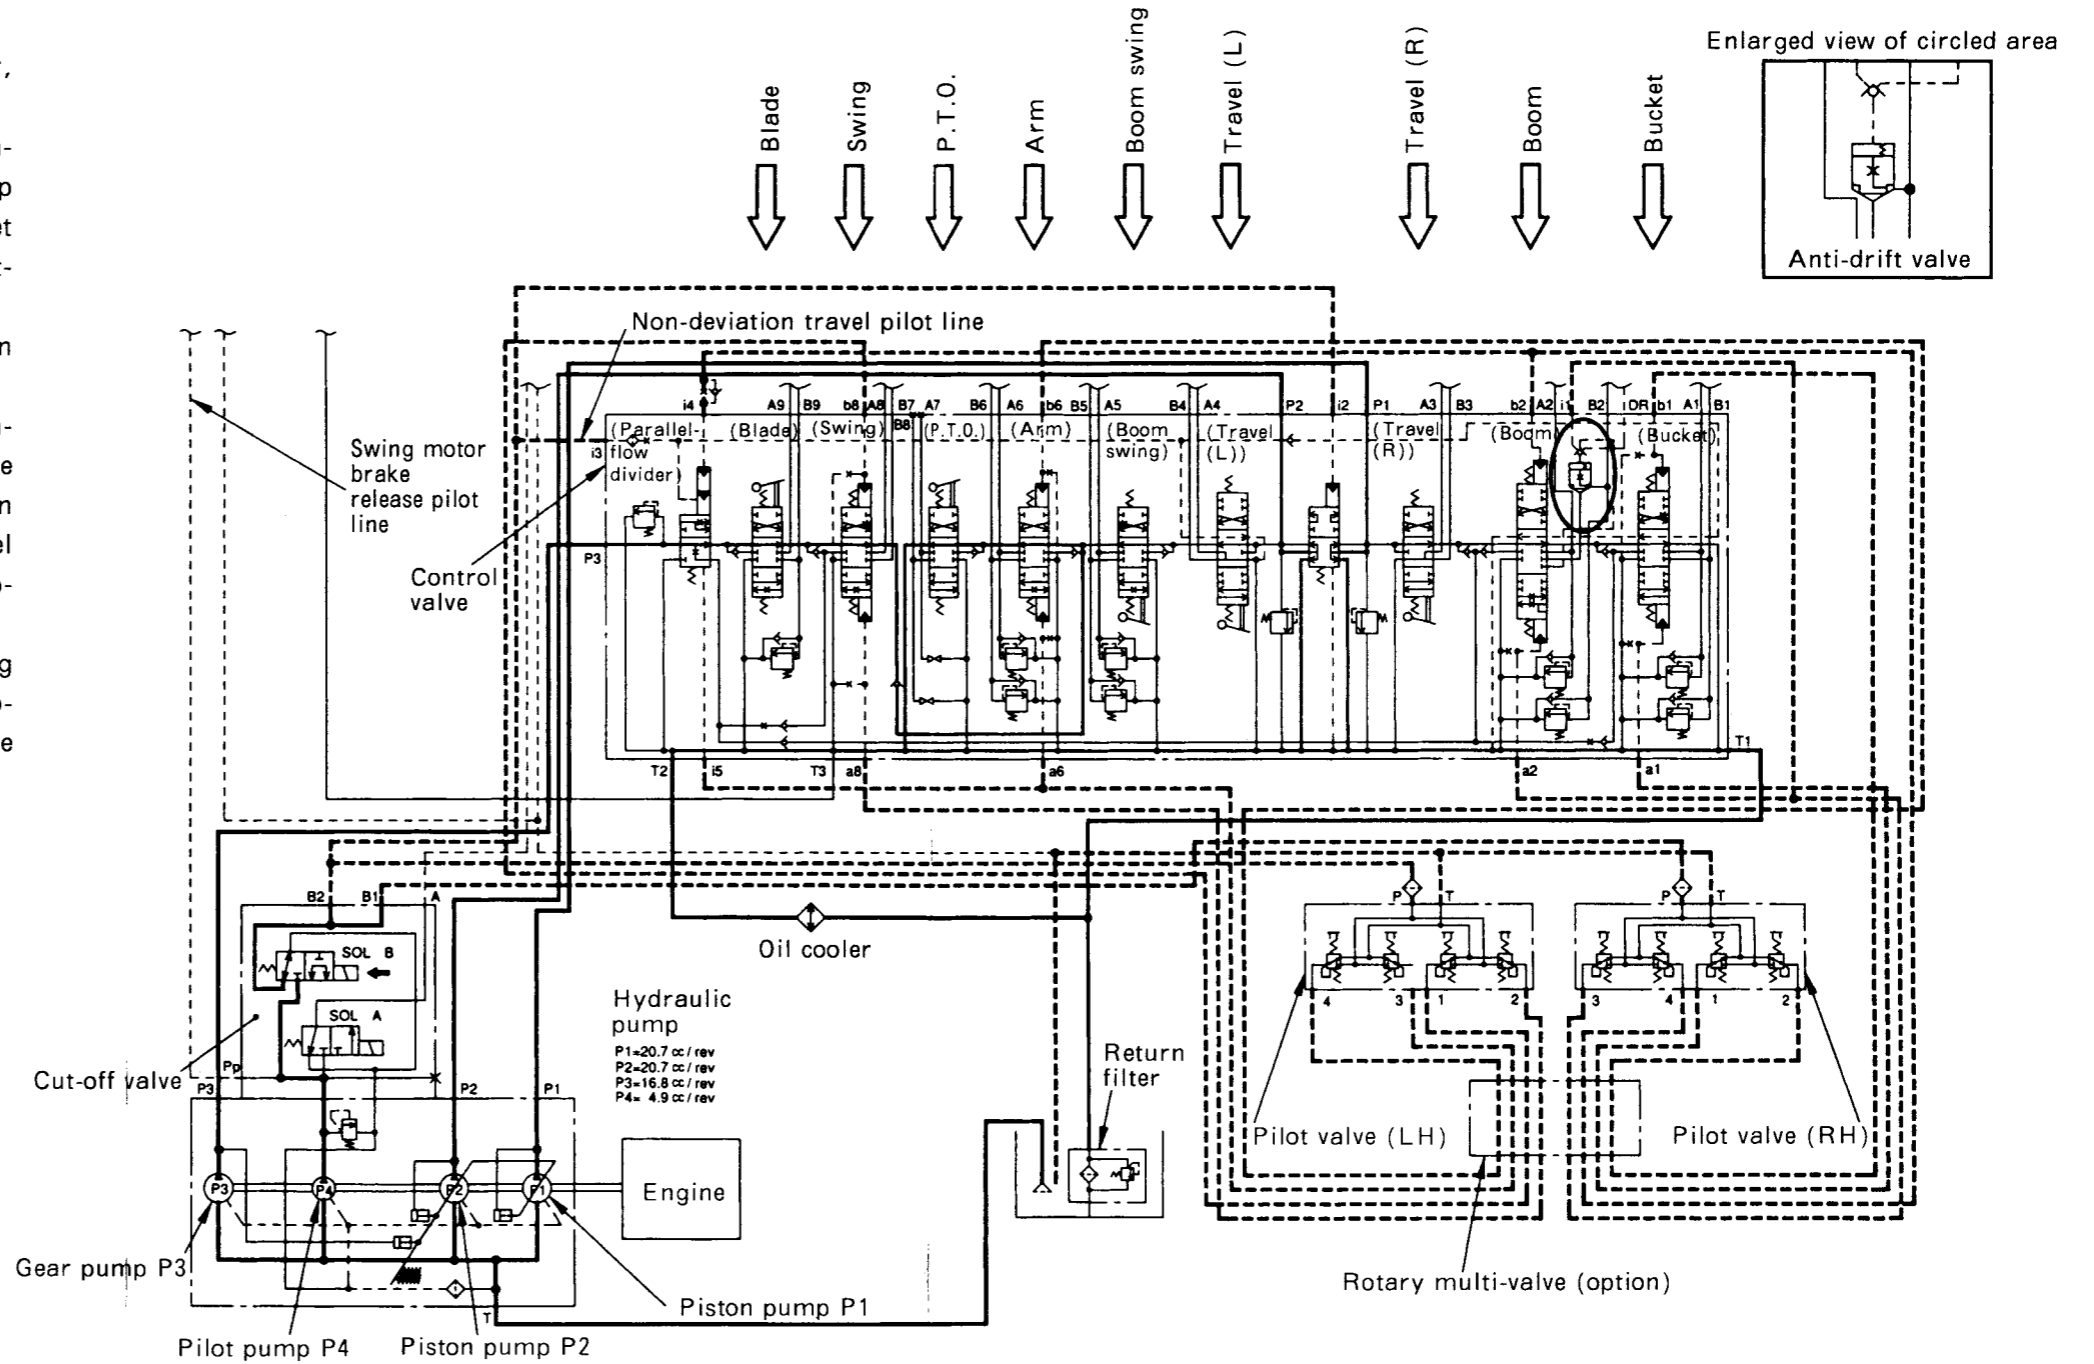 Blade
Swing
P.T.O.
Arm
Boom swing
Travel (L)
Travel (R)
Boom
Bucket
Enlarged view of circled area
Anti-drift valve
Non-deviation travel pilot line
Swing motor
brake
release pilot
line
Control
valve
i4
A9
B9
b8
A8
B7
A7
B8
B6
A6
b6
B5
A5
B4
A4
P2
i2
P1
A3
B3
b2
A2
i1
B2
DR
b1
A1
B1
i3
(Parallel-
flow
divider)
(Blade)
(Swing)
(P.T.O.)
(Arm)
(Boom
swing)
(Travel
(L))
(Travel
(R))
(Boom)
(Bucket)
P3
T2
i5
T3
a8
a6
a2
a1
T1
B2
B1
A
SOL B
SOL A
Cut-off valve
Pp
P3
P2
P1
Oil cooler
Hydraulic
pump
P1=20.7 cc/rev
P2=20.7 cc/rev
P3=16.8 cc/rev
P4= 4.9 cc/rev
P3
P4
P2
P1
Engine
Gear pump P3
Pilot pump P4
Piston pump P2
Piston pump P1
T
Return
filter
P
T
4
3
1
2
Pilot valve (LH)
P
T
3
4
1
2
Pilot valve (RH)
Rotary multi-valve (option)